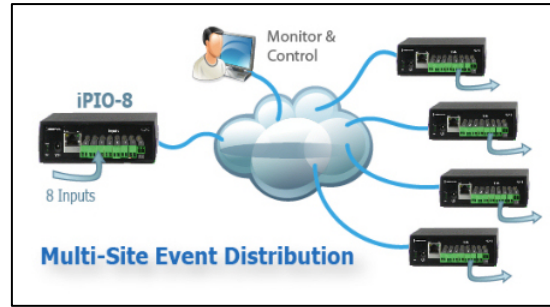 Monitor &
Control
iPIO-8
8 Inputs
Multi-Site Event Distribution